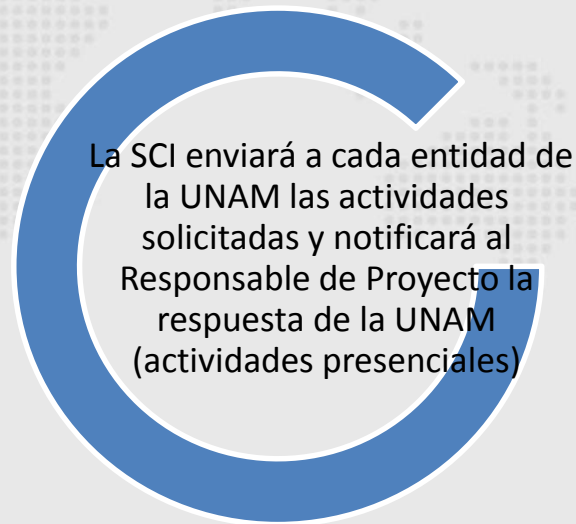 La SCI enviará a cada entidad de
la UNAM las actividades
solicitadas y notificará al
Responsable de Proyecto la
respuesta de la UNAM
(actividades presenciales)